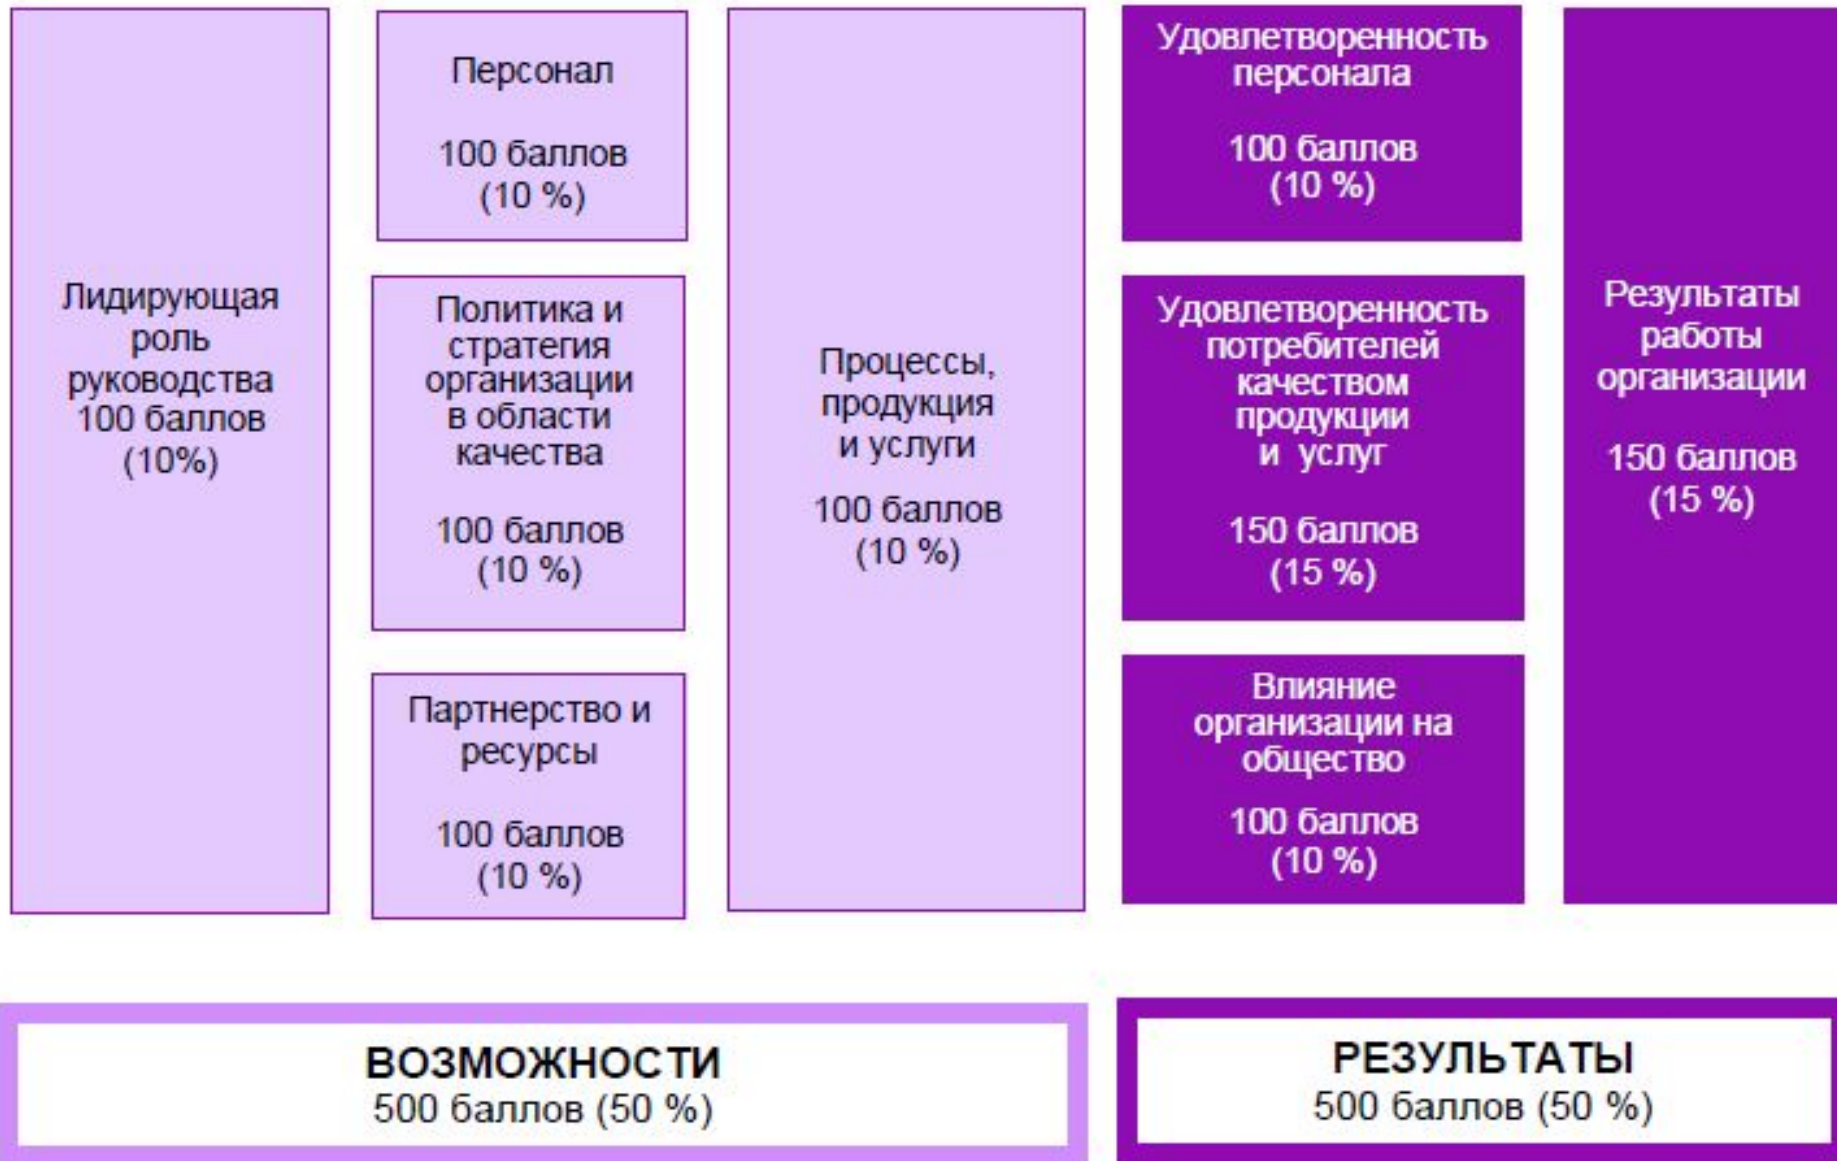 Лидирующая
роль
руководства
100 баллов
(10%)
Персонал
100 баллов
(10 %)
Политика и
стратегия
организации
в области
качества
100 баллов
(10 %)
Партнерство и
ресурсы
100 баллов
(10 %)
Процессы,
продукция
и услуги
100 баллов
(10 %)
Удовлетворенность
персонала
100 баллов
(10 %)
Удовлетворенность
потребителей
качеством
продукции
и услуг
150 баллов
(15 %)
Влияние
организации на
общество
100 баллов
(10 %)
Результаты
работы
организации
150 баллов
(15 %)
ВОЗМОЖНОСТИ
500 баллов (50 %)
РЕЗУЛЬТАТЫ
500 баллов (50 %)